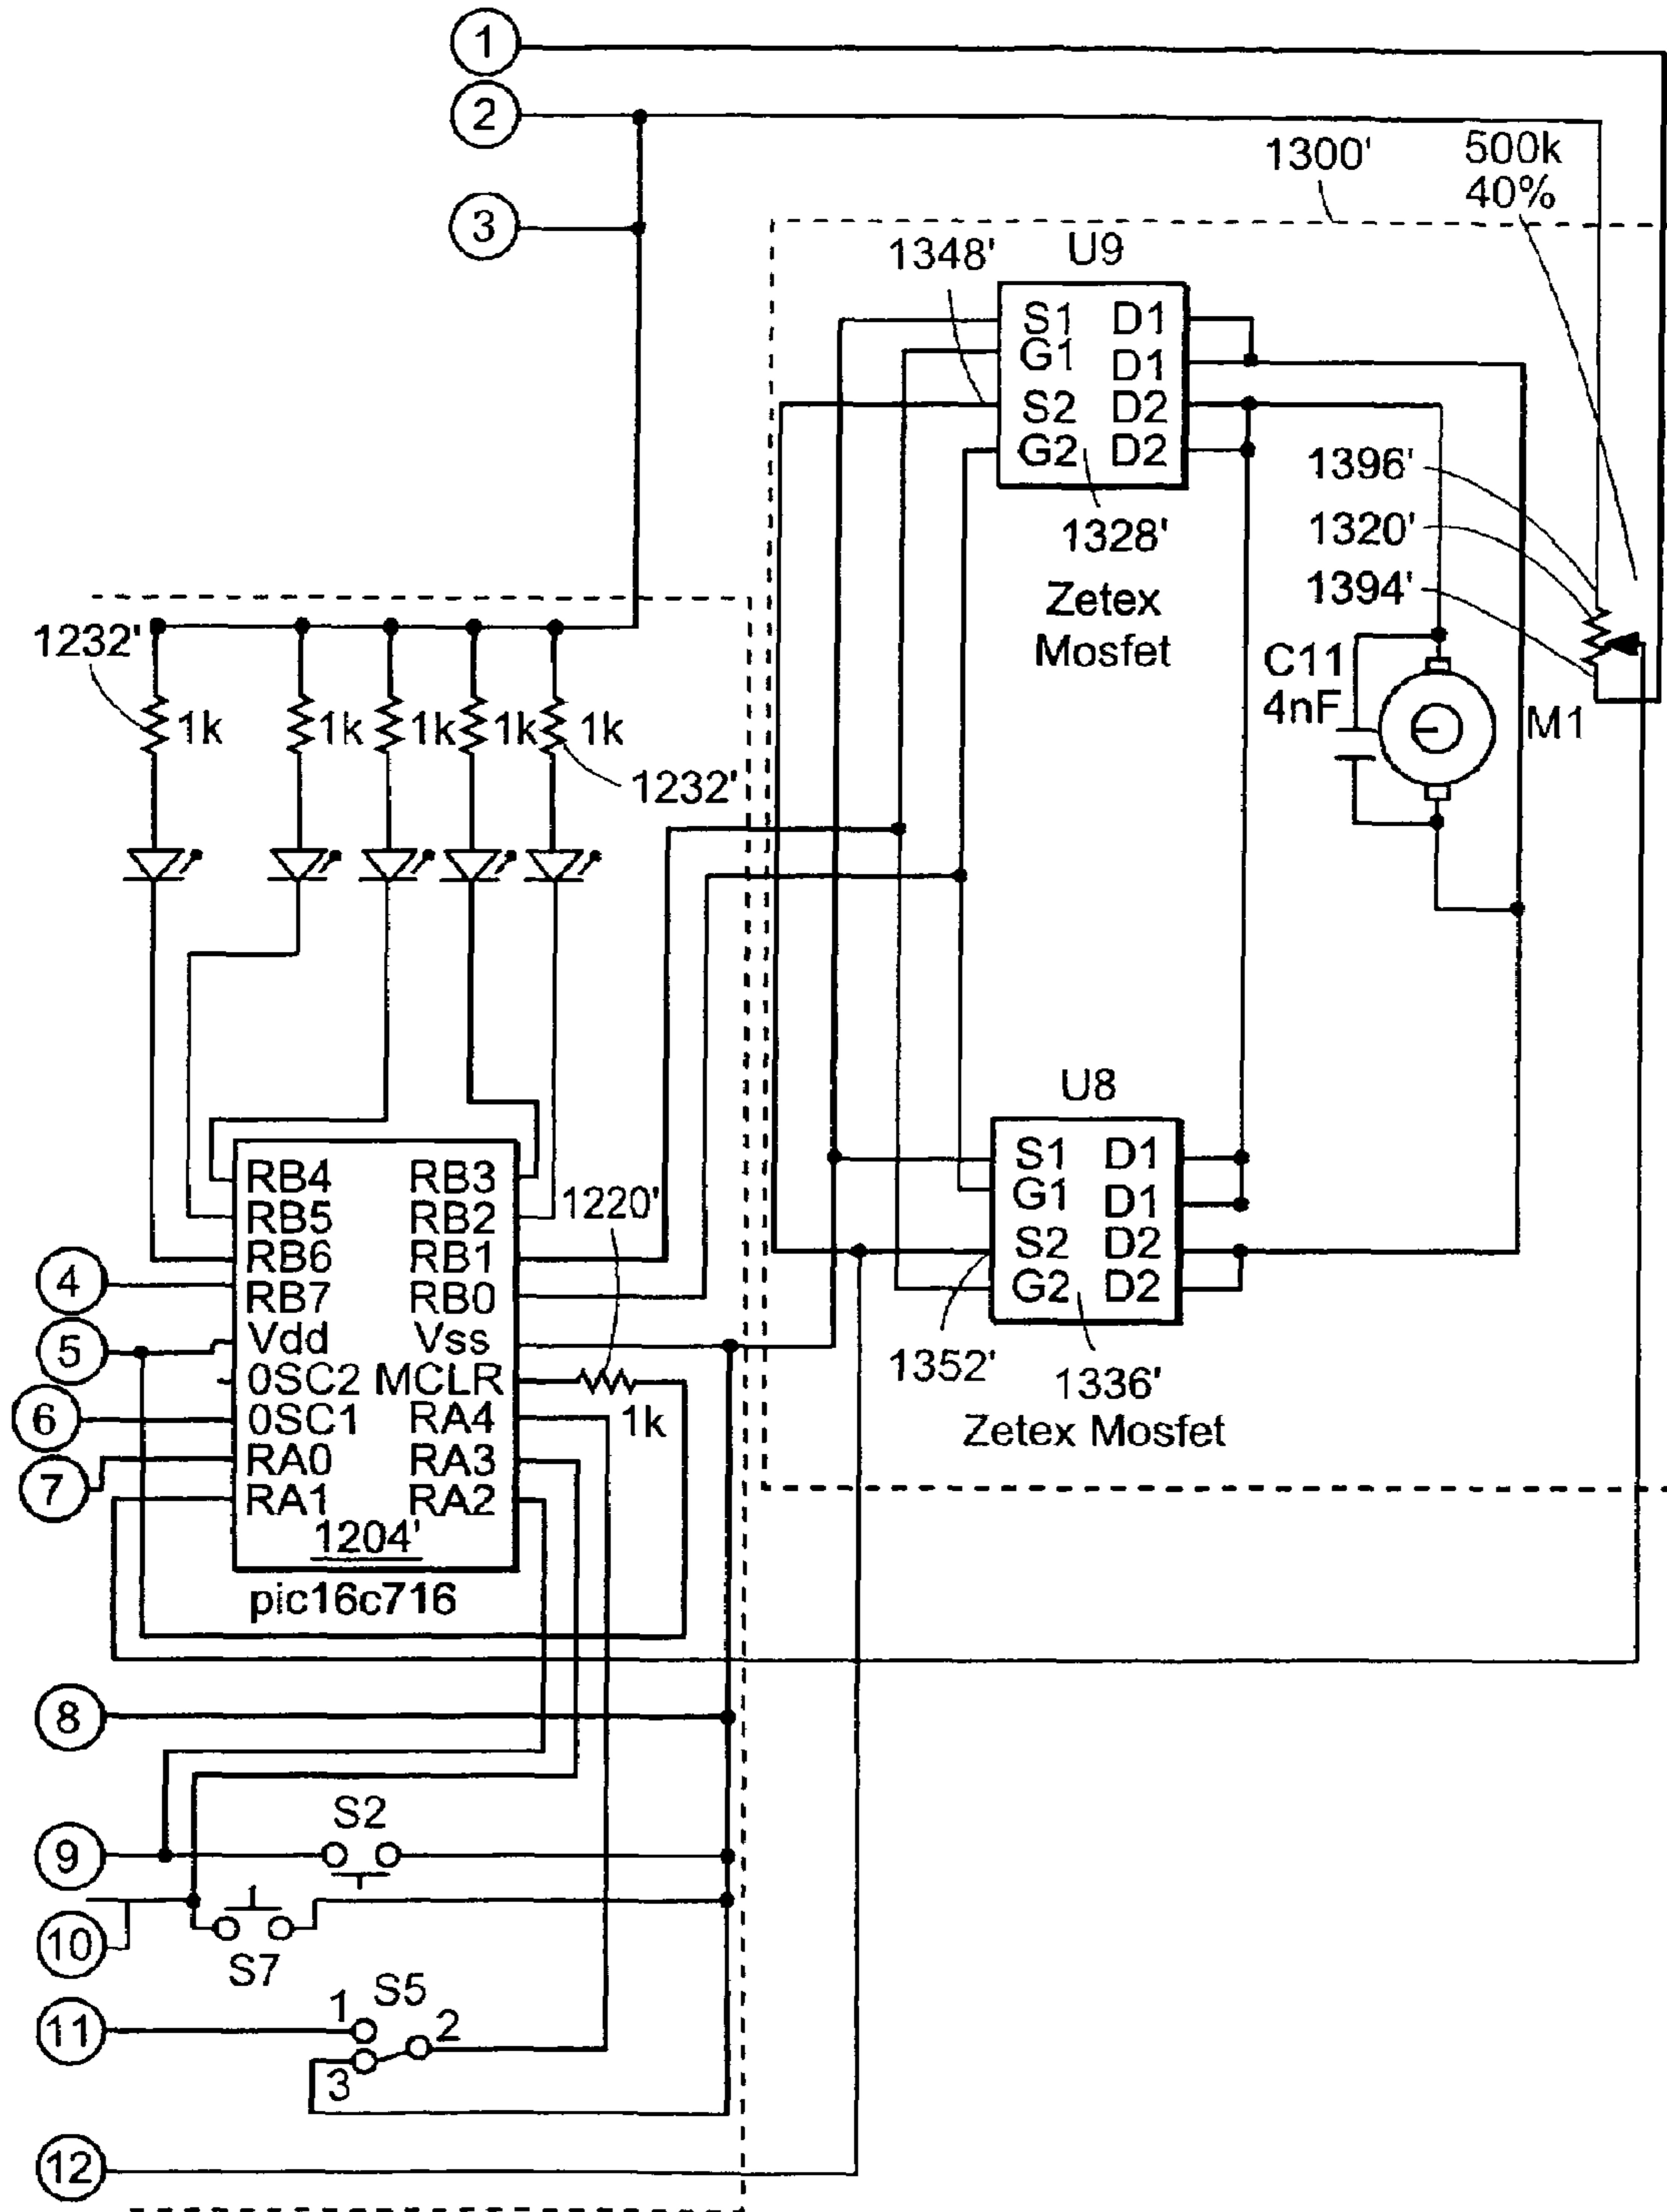 1
2
3
1300'
500k
40%
1348'
U9
S1 D1
G1 D1
S2 D2
G2 D2
1328'
Zetex
Mosfet
1396'
1320'
1394'
C11
4nF
M1
1232'
1k
1k
1k
1k
1k
1232'
U8
S1 D1
G1 D1
S2 D2
G2 D2
1352'
1336'
Zetex Mosfet
RB4 RB3
RB5 RB2
RB6 RB1
RB7 RB0
Vdd Vss
0SC2 MCLR
0SC1 RA4
RA0 RA3
RA1 RA2
1204'
pic16c716
1220'
1k
4
5
6
7
8
9
S2
10
S7
11
1 S5
2
3
12